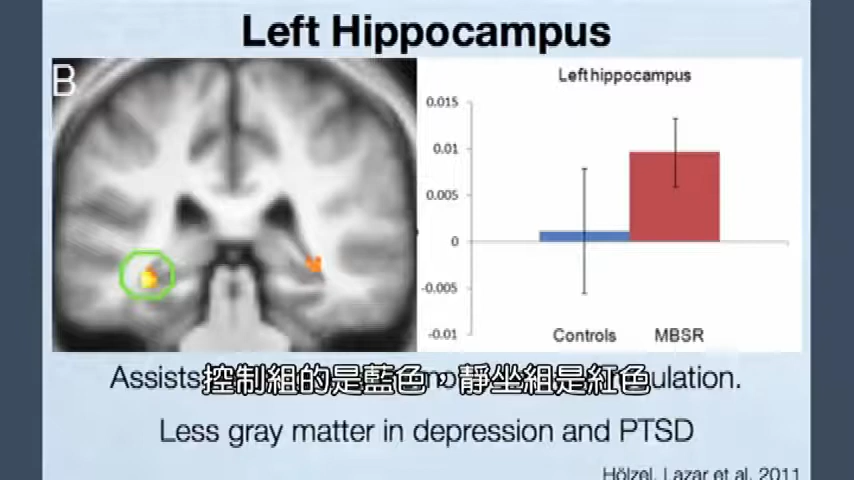 Left Hippocampus
B
Left hippocampus
0.015
0.01
0.005
0
-0.005
-0.01
Controls MBSR
Assists
控制組的是藍色，靜坐組是紅色
Less gray matter in depression and PTSD
Hölzel, Lazar et al. 2011